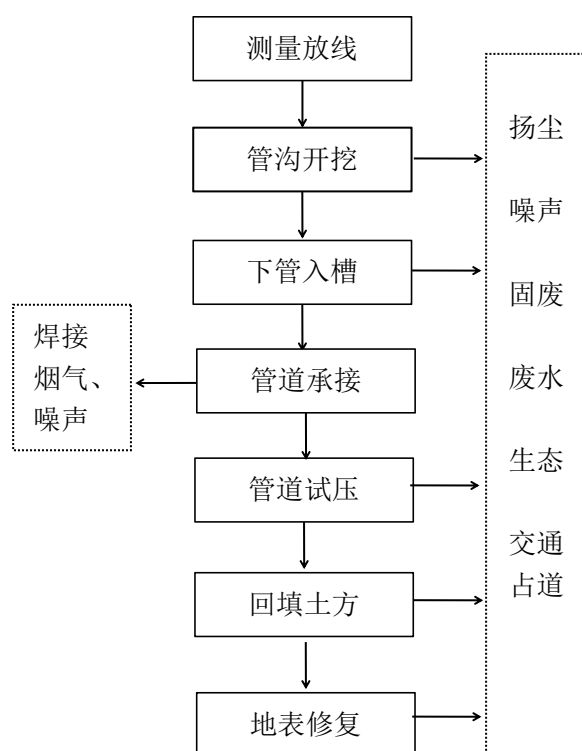 测量放线
管沟开挖
下管入槽
管道承接
管道试压
回填土方
地表修复
焊接
烟气、
噪声
扬尘
噪声
固废
废水
生态
交通
占道